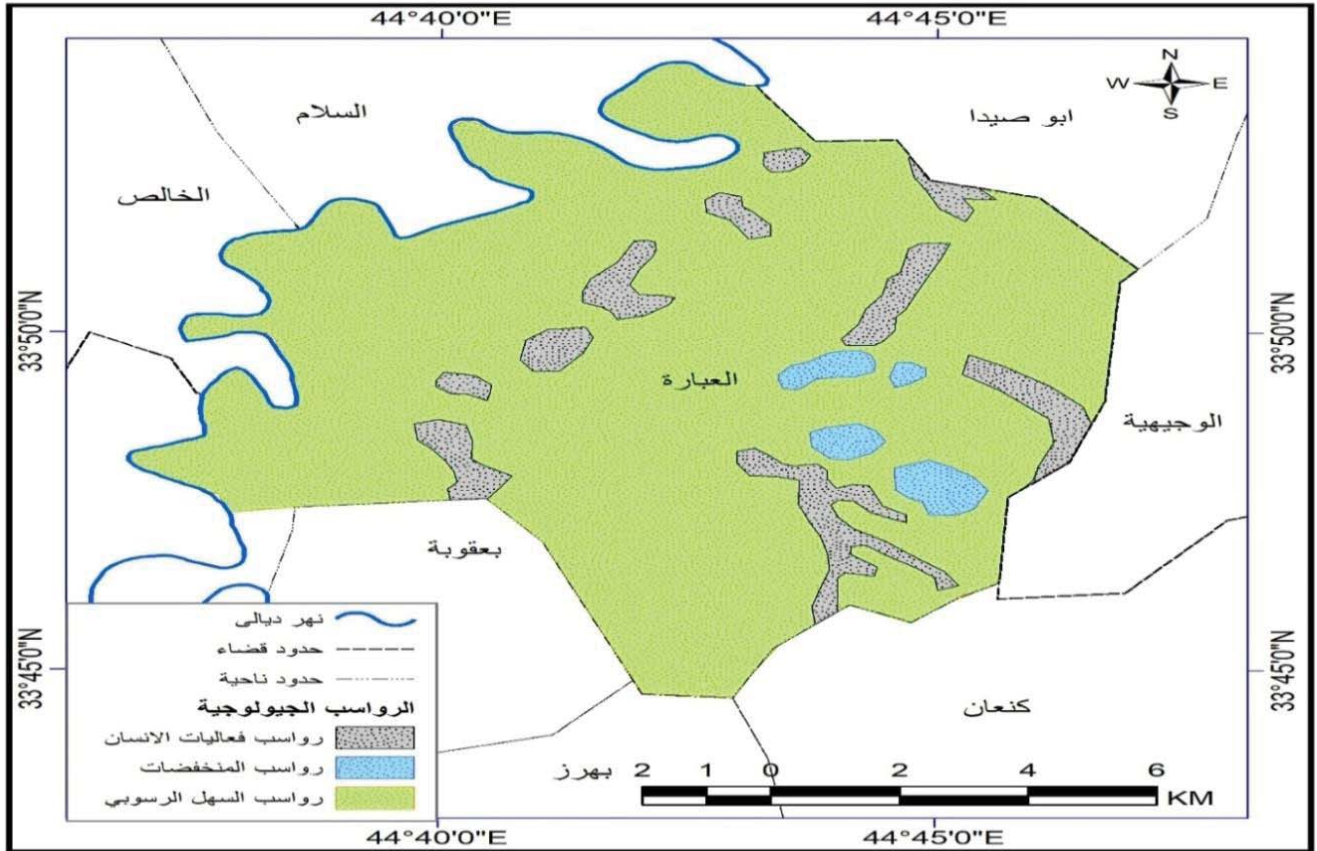 44°40'0"E
44°45'0"E
N
W E
S
السلام
ابو صيدا
الخالص
33°50'0"N
33°50'0"N
العبارة
الوجيهية
بعقوبة
33°45'0"N
33°45'0"N
كنعان
بهرز
نهر ديالى
حدود قضاء
حدود ناحية
الرواسب الجيولوجية
رواسب فعاليات الانسان
رواسب المنخفضات
رواسب السهل الرسوبي
2 1 0 2 4 6
KM
44°40'0"E
44°45'0"E